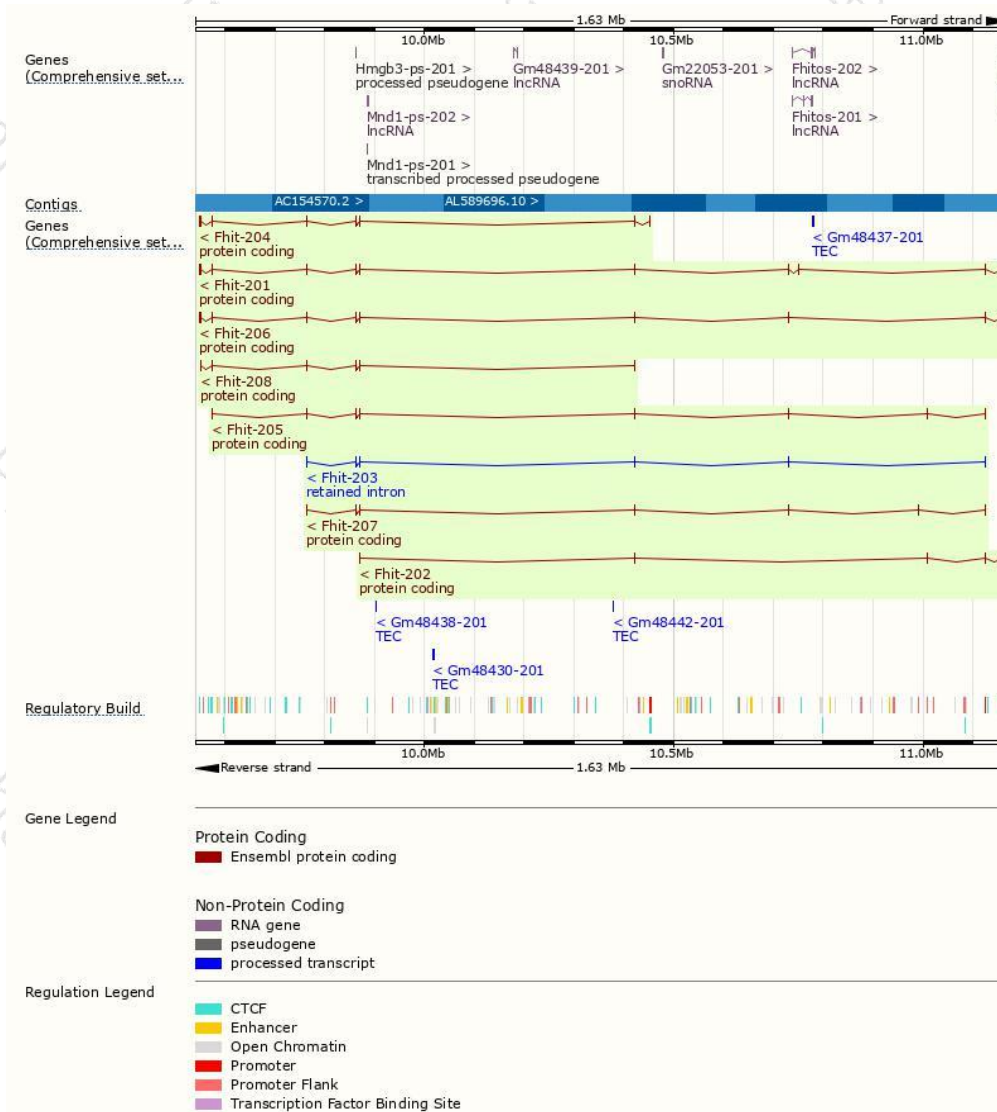 1.63 Mb Forward strand
10.0Mb 10.5Mb 11.0Mb
Genes
(Comprehensive set...
Hmgb3-ps-201 > Gm48439-201 > Gm22053-201 > Fhitos-202 >
processed pseudogene lncRNA snoRNA lncRNA
Mnd1-ps-202 > Fhitos-201 >
lncRNA lncRNA
Mnd1-ps-201 >
transcribed processed pseudogene
Contigs AC154570.2 > AL589696.10 >
Genes
(Comprehensive set...
< Fhit-204 < Gm48437-201
protein coding TEC
< Fhit-201
protein coding
< Fhit-206
protein coding
< Fhit-208
protein coding
< Fhit-205
protein coding
< Fhit-203
retained intron
< Fhit-207
protein coding
< Fhit-202
protein coding
< Gm48438-201 < Gm48442-201
TEC TEC
< Gm48430-201
TEC
Regulatory Build
10.0Mb 10.5Mb 11.0Mb
Reverse strand 1.63 Mb
Gene Legend
Protein Coding
Ensembl protein coding
Non-Protein Coding
RNA gene
pseudogene
processed transcript
Regulation Legend
CTCF
Enhancer
Open Chromatin
Promoter
Promoter Flank
Transcription Factor Binding Site